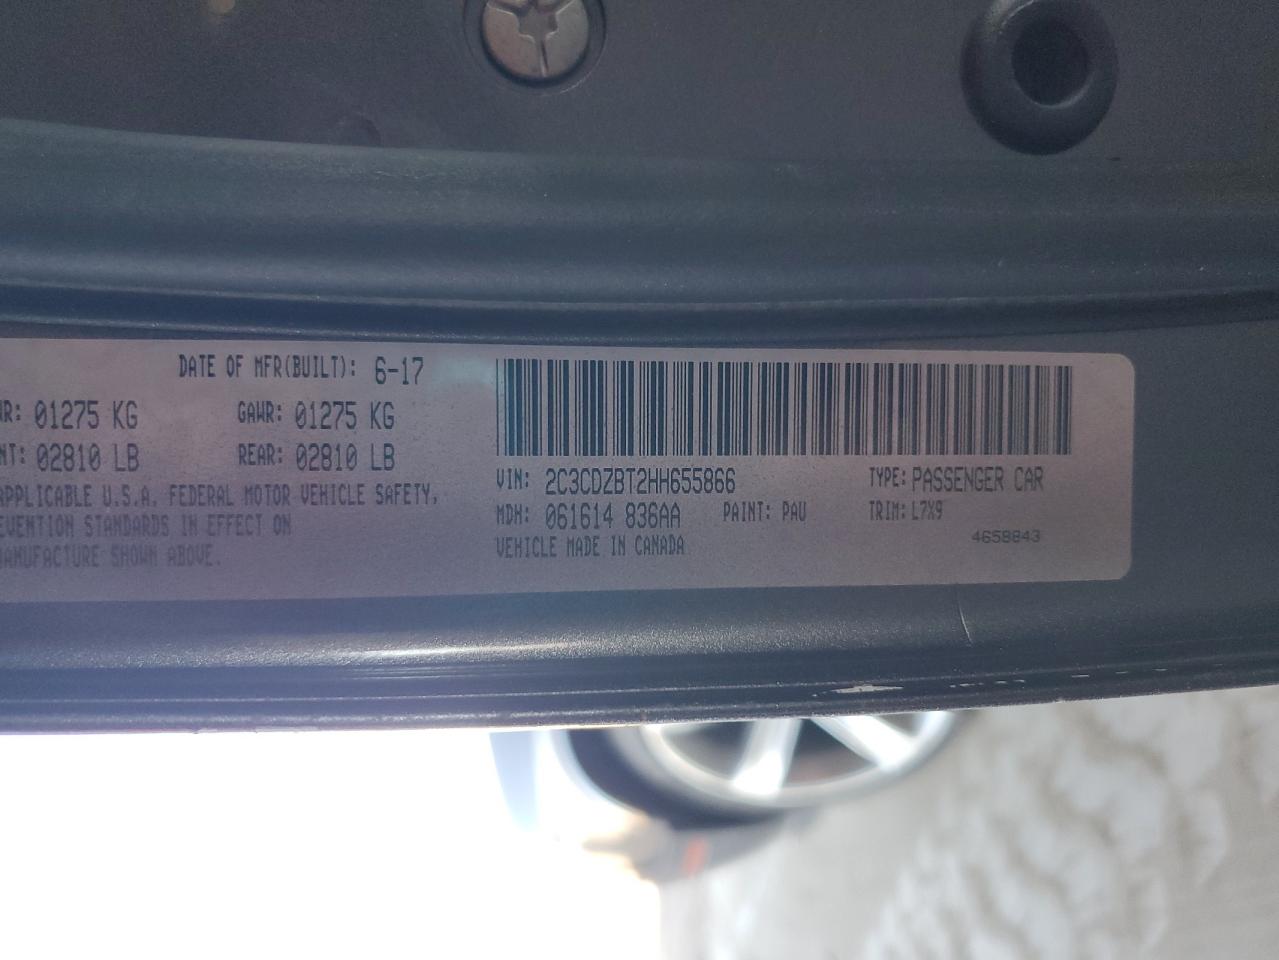 DATE OF MFR(BUILT): 6-17
WR: 01275 KG GAWR: 01275 KG
NT: 02810 LB REAR: 02810 LB
APPLICABLE U.S.A. FEDERAL MOTOR VEHICLE SAFETY,
EVENTION STANDARDS IN EFFECT ON
MANUFACTURE SHOWN ABOVE.
VIN: 2C3CDZBT2HH655866 TYPE: PASSENGER CAR
MDH: 061614 836AA PAINT: PAU TRIM: L7X9
VEHICLE MADE IN CANADA 4658843